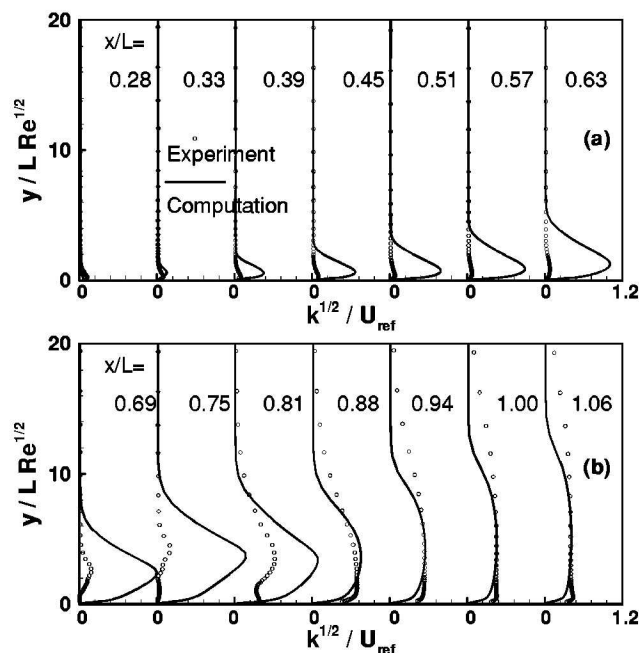 20
x/L=
0.28 0.33 0.39 0.45 0.51 0.57 0.63
Experiment
Computation
(a)
10
y / L Re^1/2
0
0 0 0 0 0 0 0 1.2
k^1/2 / U_ref
20
x/L=
0.69 0.75 0.81 0.88 0.94 1.00 1.06
(b)
10
y / L Re^1/2
0
0 0 0 0 0 0 0 1.2
k^1/2 / U_ref